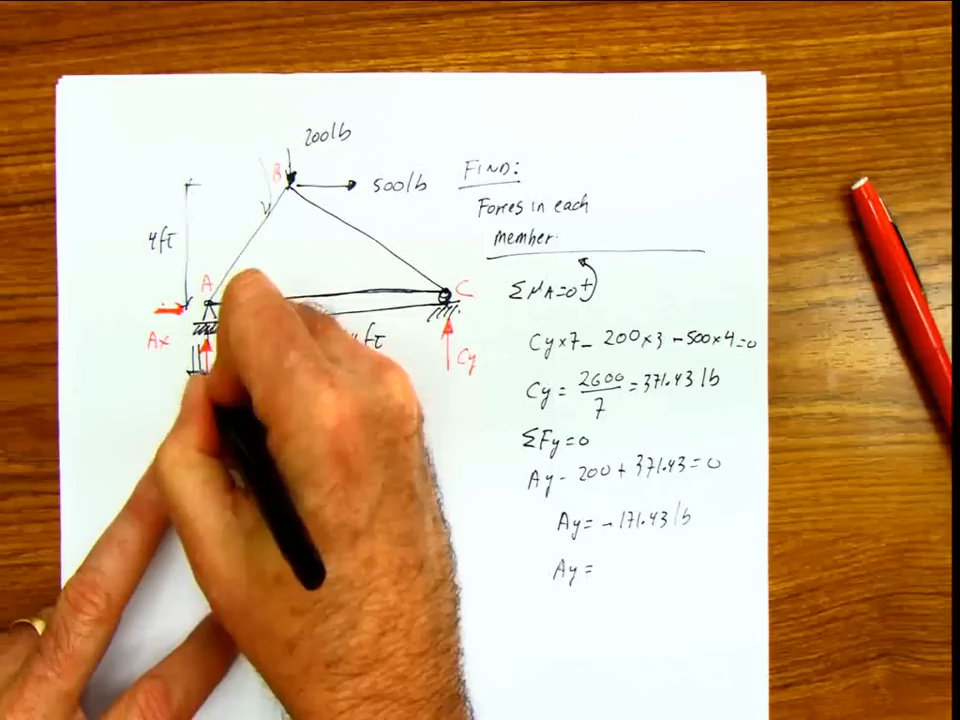 200lb
B
500lb
4ft
A
C
Ax
ft
Cy
FIND:
Forces in each
member.
ΣMA=0+
Cy×7- 200×3 -500×4=0
Cy = 2600/7 = 371.43 lb
ΣFy=0
Ay - 200 + 371.43 = 0
Ay = -171.43 lb
Ay =